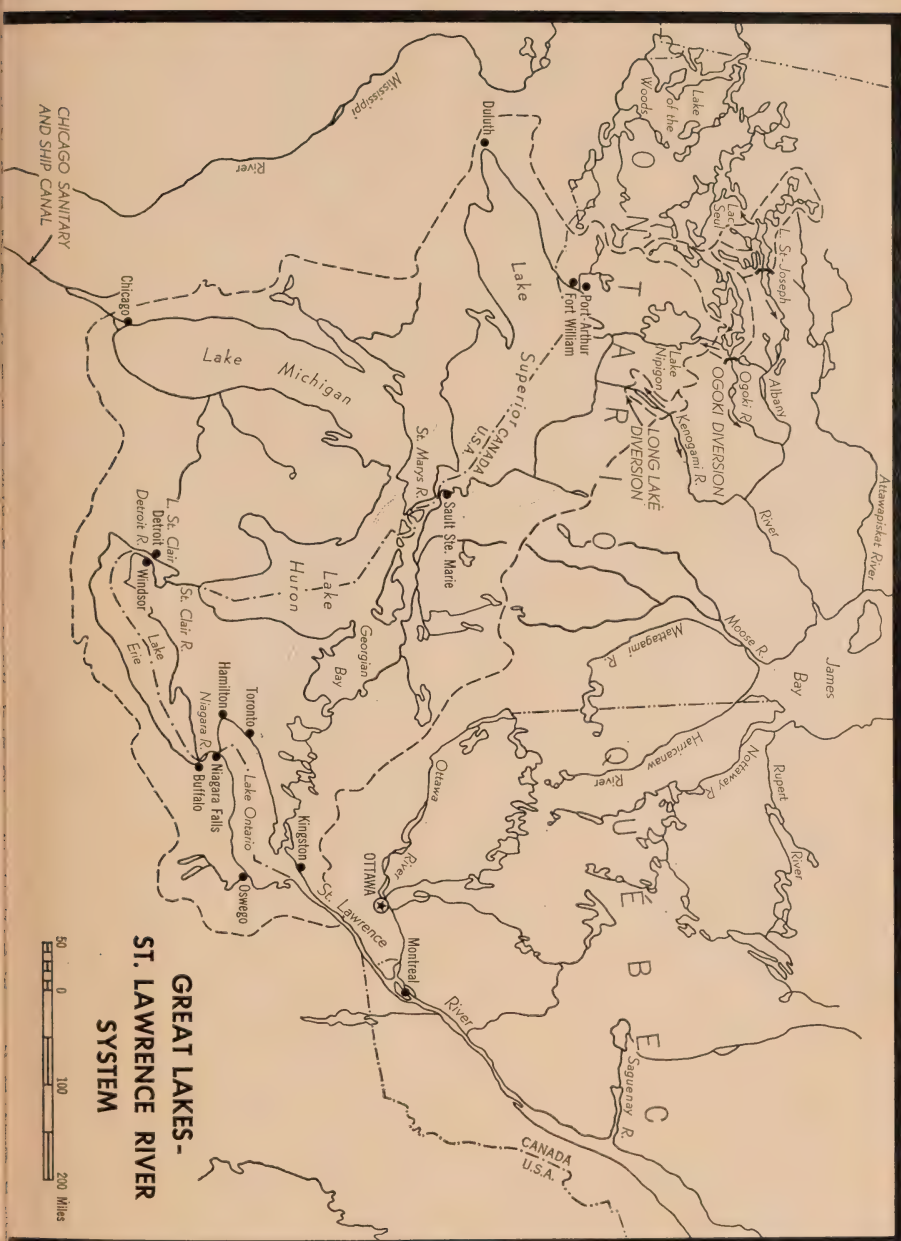 GREAT LAKES-
ST. LAWRENCE RIVER
SYSTEM
50 0 100 200 Miles
Attawapiskat River
James
Bay
Albany
River
Ogoki R.
OGOKI DIVERSION
L. St-Joseph
Lac
Seul
Lake
of the
Woods
ONTARIO
Lake
Nipigon
Kenogami R.
LONG LAKE
DIVERSION
Port-Arthur
Fort William
Moose R.
Mattagami
R.
Harricanaw
River
Nottaway R.
Rupert
River
QUÉBEC
Saguenay R.
Duluth
Lake Superior
CANADA
U.S.A.
Sault Ste. Marie
St. Marys R.
Mississippi
River
Lake Michigan
Chicago
CHICAGO SANITARY
AND SHIP CANAL
Lake
Huron
Georgian
Bay
St. Clair R.
L. St. Clair
Detroit
Detroit R.
Windsor
Lake
Erie
Toronto
Hamilton
Niagara R.
Niagara Falls
Buffalo
Lake Ontario
Kingston
Oswego
Ottawa
River
OTTAWA
Montreal
St. Lawrence
River
CANADA
U.S.A.